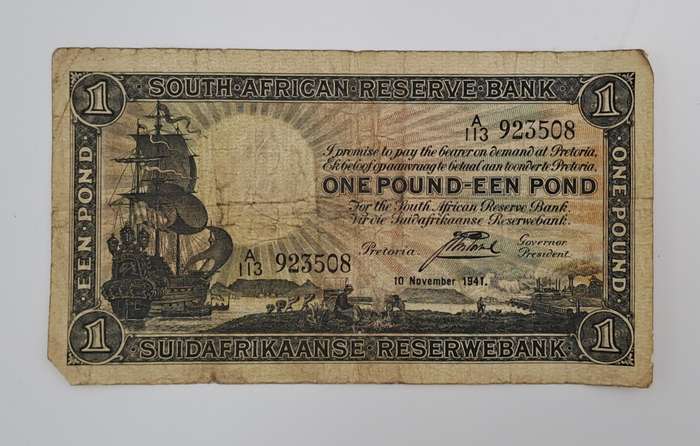 SOUTH·AFRICAN·RESERVE·BANK·
1
1
A/113 923508
I promise to pay the bearer on demand at Pretoria,
Ek beloof op aanvraag te betaal aan toonder te Pretoria,
ONE POUND-EEN POND
For the South African Reserve Bank.
Vir die Suidafrikaanse Reserwebank.
Pretoria.
Governor
President.
A/113 923508
10 November 1941.
·EEN POND·
·ONE POUND·
1
1
·SUIDAFRIKAANSE·RESERWEBANK·